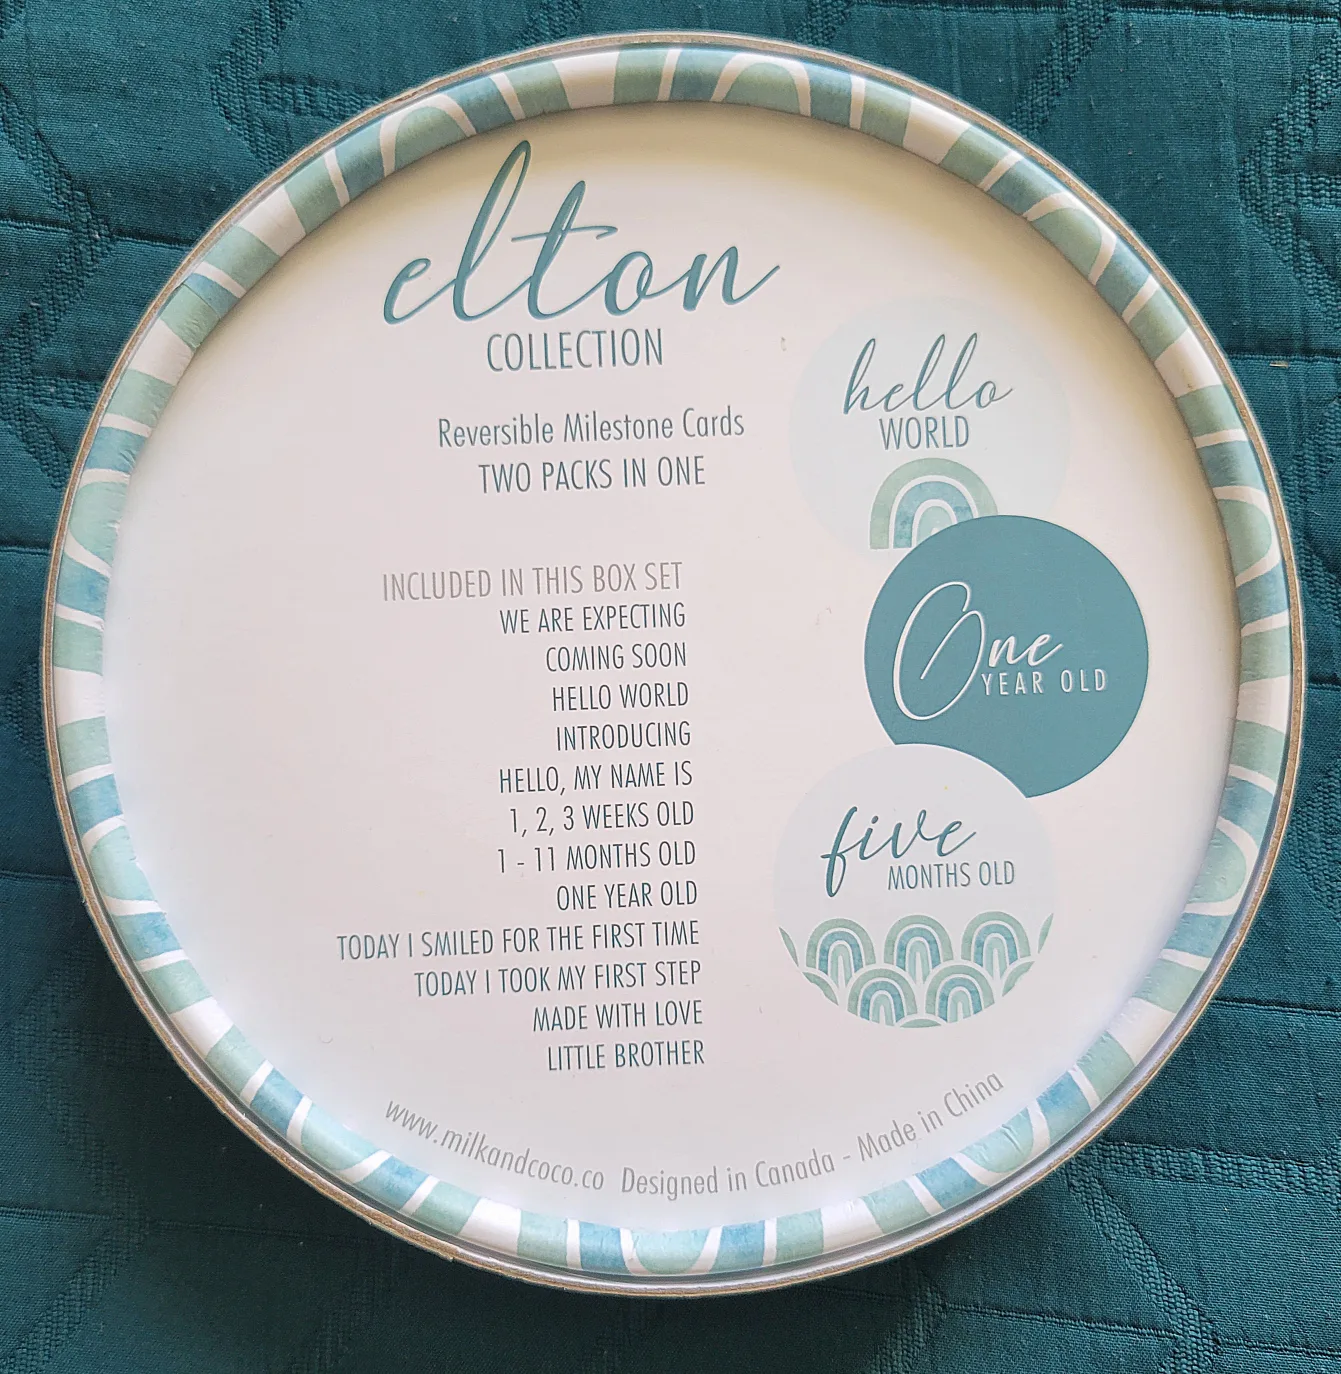 elton
COLLECTION
Reversible Milestone Cards
TWO PACKS IN ONE
INCLUDED IN THIS BOX SET
WE ARE EXPECTING
COMING SOON
HELLO WORLD
INTRODUCING
HELLO, MY NAME IS
1, 2, 3 WEEKS OLD
1 - 11 MONTHS OLD
ONE YEAR OLD
TODAY I SMILED FOR THE FIRST TIME
TODAY I TOOK MY FIRST STEP
MADE WITH LOVE
LITTLE BROTHER
hello
WORLD
One
YEAR OLD
five
MONTHS OLD
www.milkandcoco.co Designed in Canada - Made in China